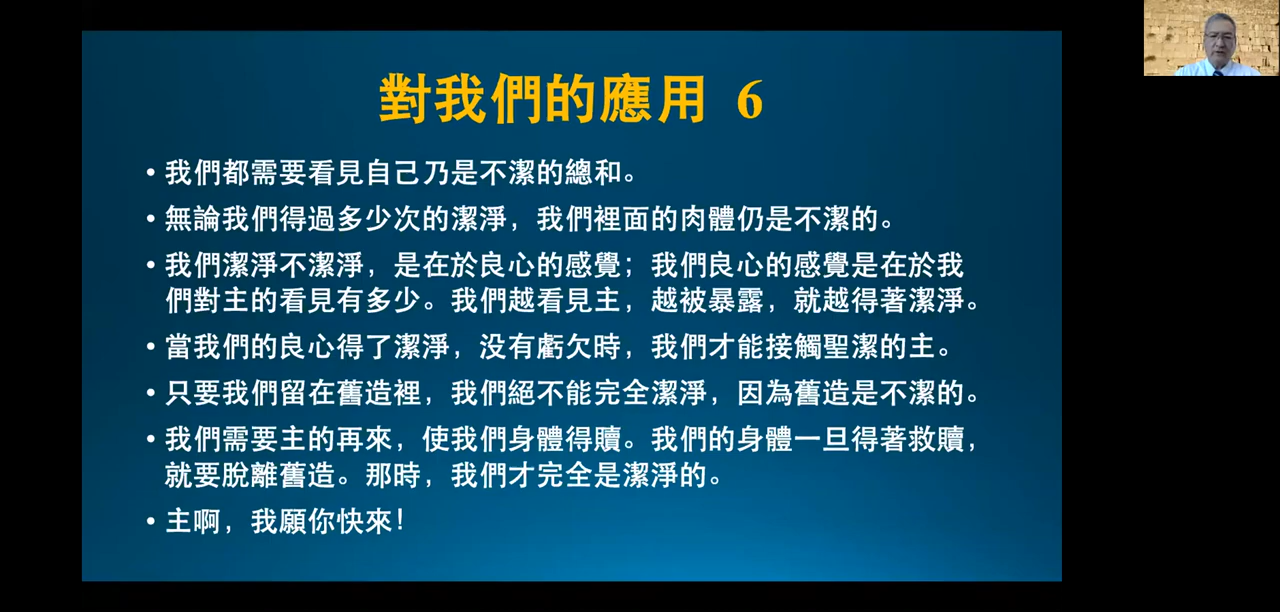 對我們的應用 6
• 我們都需要看見自己乃是不潔的總和。
• 無論我們得過多少次的潔淨，我們裡面的肉體仍是不潔的。
• 我們潔淨不潔淨，是在於良心的感覺；我們良心的感覺是在於我
們對主的看見有多少。我們越看見主，越被暴露，就越得著潔淨。
• 當我們的良心得了潔淨，没有虧欠時，我們才能接觸聖潔的主。
• 只要我們留在舊造裡，我們絕不能完全潔淨，因為舊造是不潔的。
• 我們需要主的再來，使我們身體得贖。我們的身體一旦得著救贖，
就要脫離舊造。那時，我們才完全是潔淨的。
• 主啊，我願你快來！